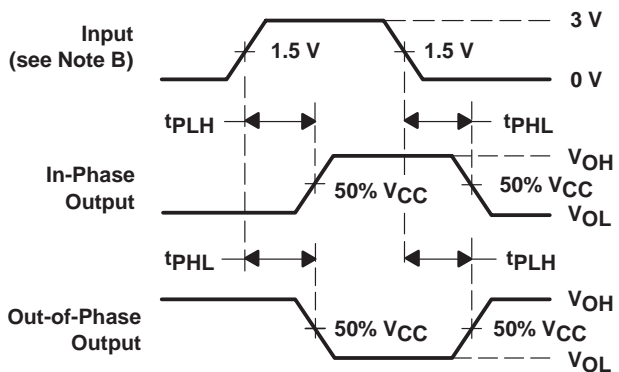 Input
(see Note B)
1.5 V
1.5 V
3 V
0 V
tPLH
tPHL
In-Phase
Output
50% VCC
VOH
50% VCC
VOL
tPHL
tPLH
Out-of-Phase
Output
50% VCC
VOH
50% VCC
VOL